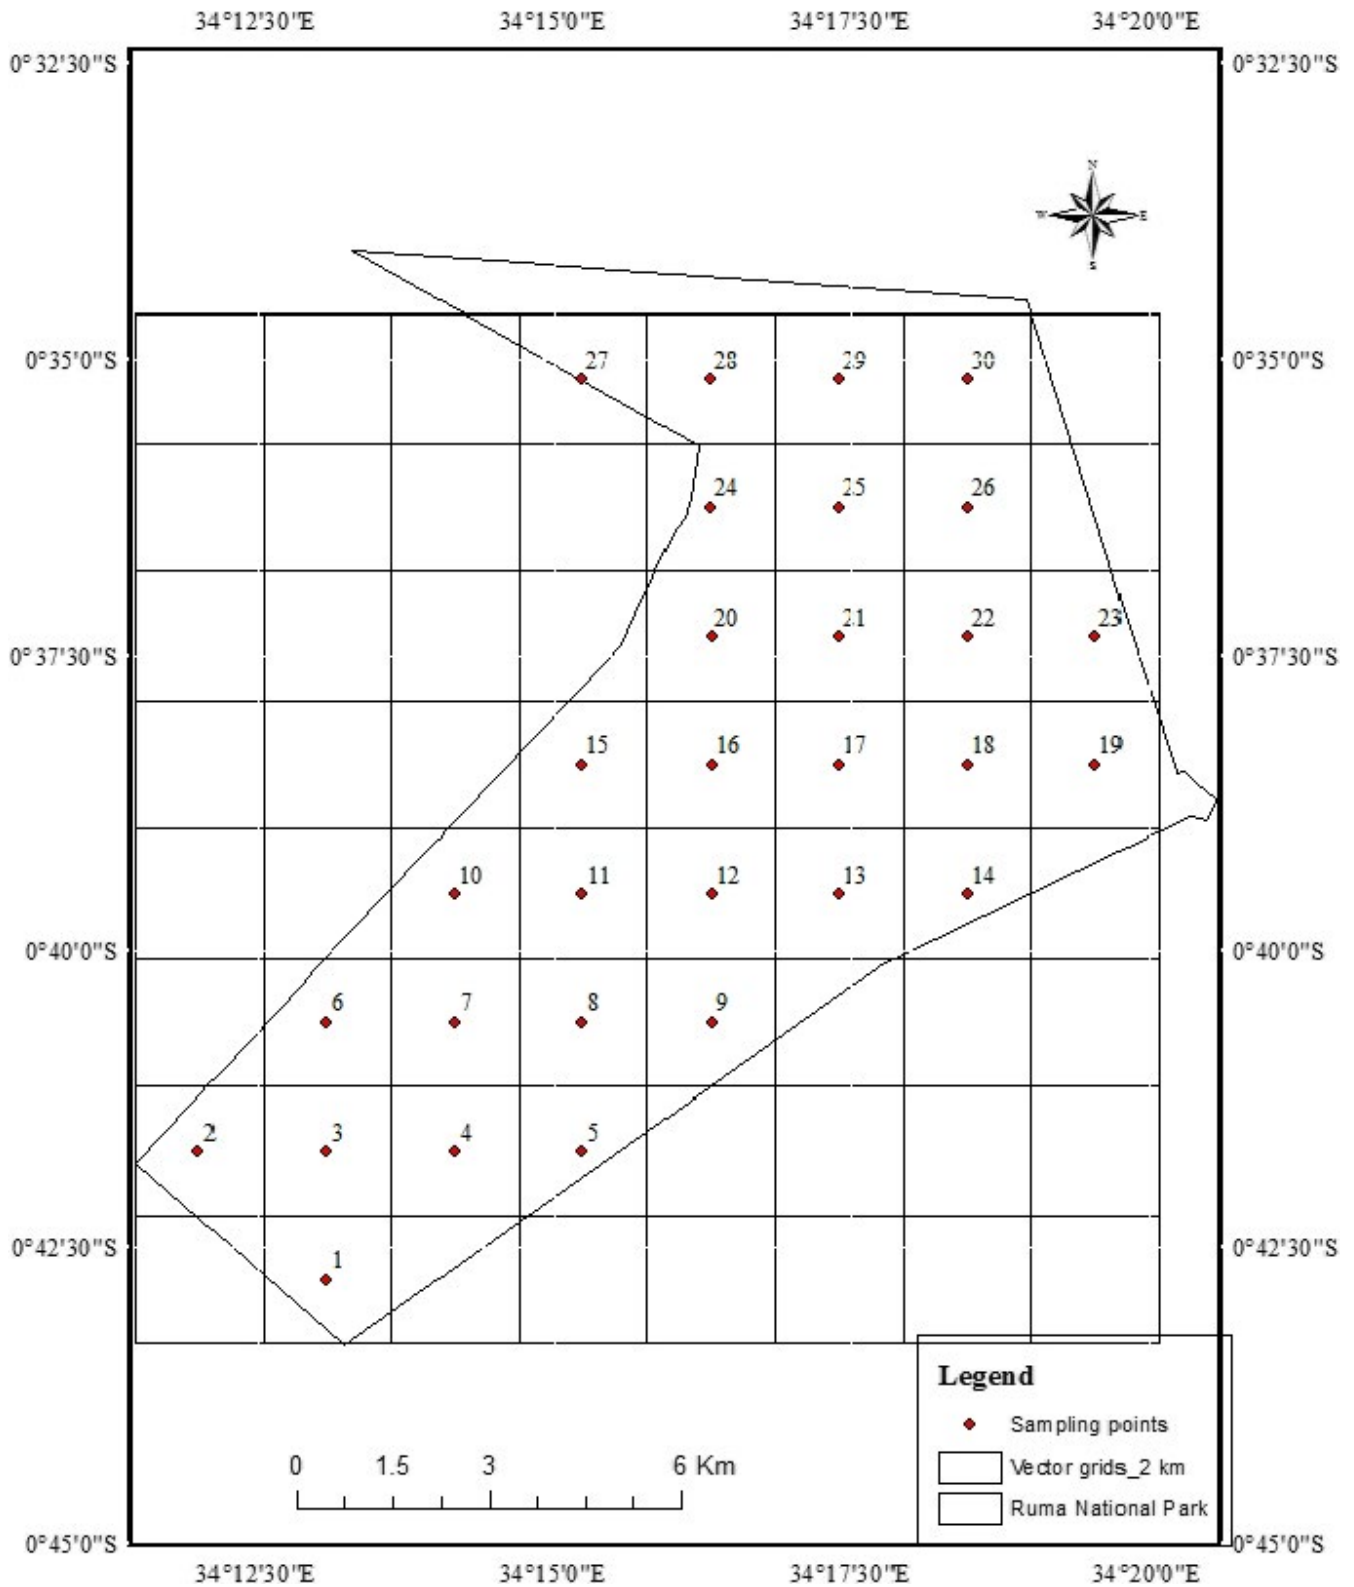 34°12'30"E 34°15'0"E 34°17'30"E 34°20'0"E
0°32'30"S 0°32'30"S
N
W E
S
27 28 29 30
0°35'0"S 0°35'0"S
24 25 26
20 21 22 23
0°37'30"S 0°37'30"S
15 16 17 18 19
10 11 12 13 14
0°40'0"S 0°40'0"S
6 7 8 9
2 3 4 5
0°42'30"S 0°42'30"S
1
Legend
Sampling points
Vector grids_2 km
Ruma National Park
0 1.5 3 6 Km
0°45'0"S 0°45'0"S
34°12'30"E 34°15'0"E 34°17'30"E 34°20'0"E